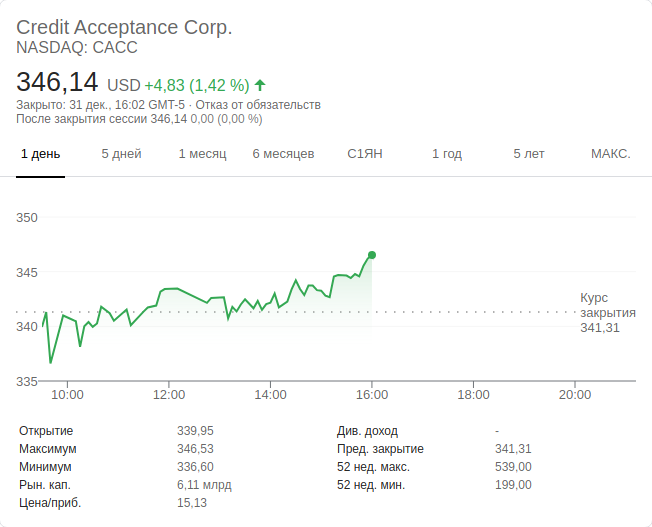 Credit Acceptance Corp.
NASDAQ: CACC
346,14 USD +4,83 (1,42 %)
Закрыто: 31 дек., 16:02 GMT-5 · Отказ от обязательств
После закрытия сессии 346,14 0,00 (0,00 %)
1 день 5 дней 1 месяц 6 месяцев С1ЯН 1 год 5 лет МАКС.
350
345
340
335
Курс
закрытия
341,31
10:00 12:00 14:00 16:00 18:00 20:00
Открытие 339,95 Див. доход -
Максимум 346,53 Пред. закрытие 341,31
Минимум 336,60 52 нед. макс. 539,00
Рын. кап. 6,11 млрд 52 нед. мин. 199,00
Цена/приб. 15,13